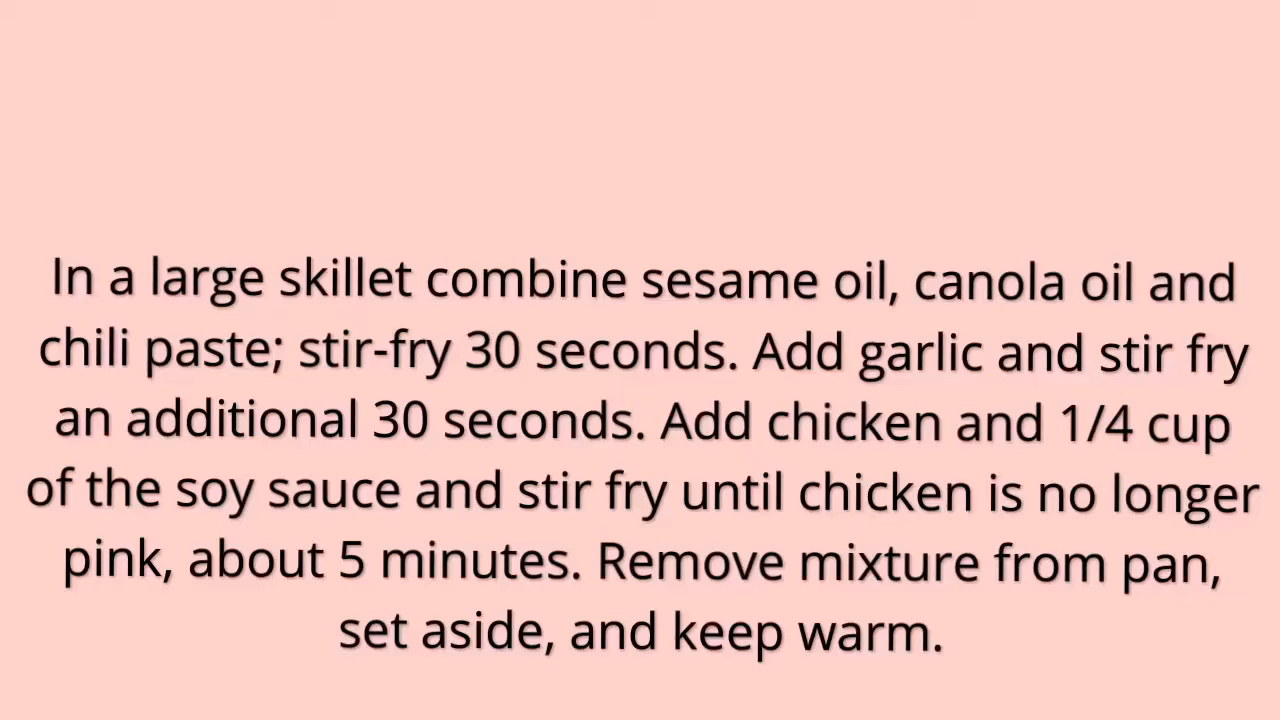 In a large skillet combine sesame oil, canola oil and
chili paste; stir-fry 30 seconds. Add garlic and stir fry
an additional 30 seconds. Add chicken and 1/4 cup
of the soy sauce and stir fry until chicken is no longer
pink, about 5 minutes. Remove mixture from pan,
set aside, and keep warm.